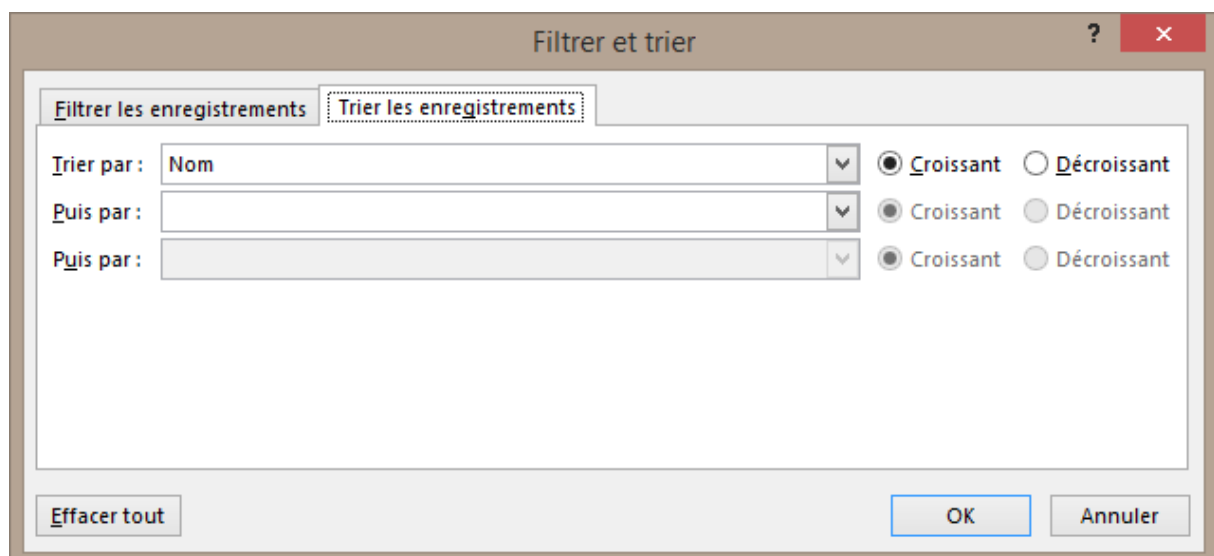 Filtrer et trier ?
Filtrer les enregistrements Trier les enregistrements
Trier par : Nom Croissant Décroissant
Puis par : Croissant Décroissant
Puis par : Croissant Décroissant
Effacer tout OK Annuler